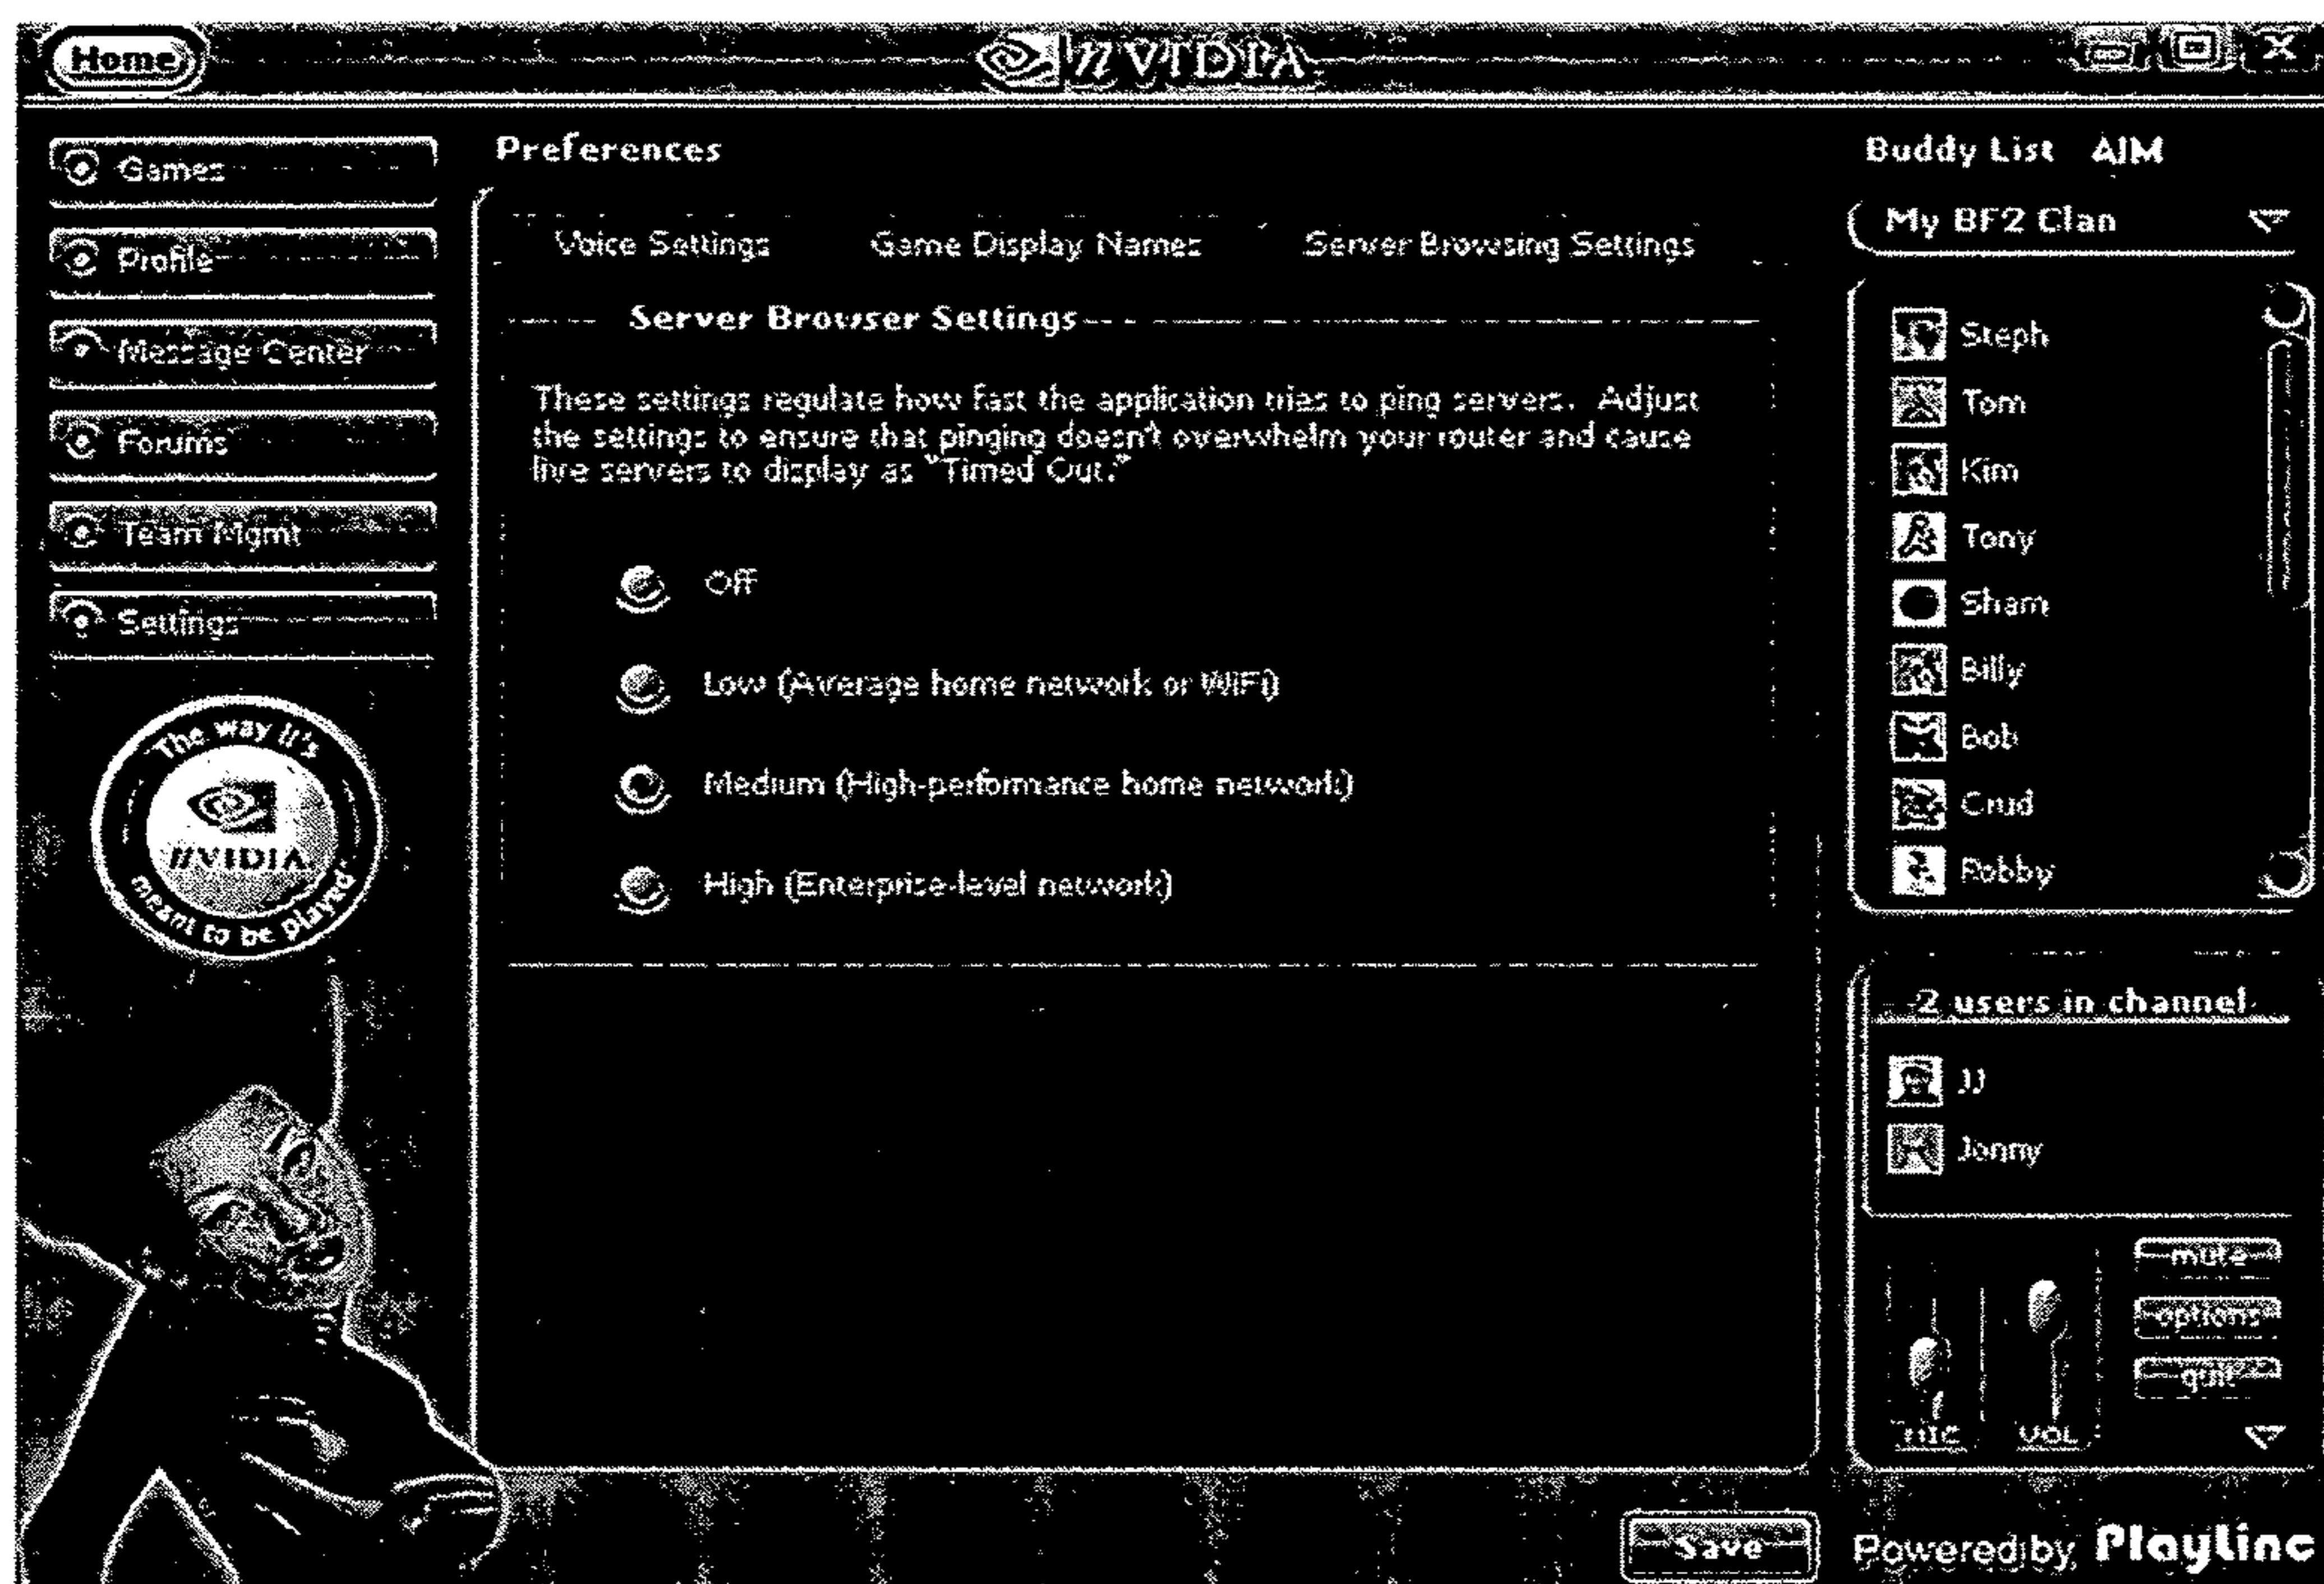 Home
nVIDIA
Games
Profile
Message Center
Forums
Team Mgmt
Settings
The way it's
nVIDIA
meant to be played
Preferences
Voice Settings Game Display Names Server Browsing Settings
Server Browser Settings
These settings regulate how fast the application tries to ping servers. Adjust
the settings to ensure that pinging doesn't overwhelm your router and cause
live servers to display as "Timed Out."
Off
Low (Average home network or WiFi)
Medium (High-performance home network)
High (Enterprise-level network)
Buddy List AIM
My BF2 Clan
Steph
Tom
Kim
Tony
Sham
Billy
Bob
Crud
Robby
2 users in channel
JJ
Jonny
mute
options
quit
MIC VOL
Save
Powered by PlayLinc